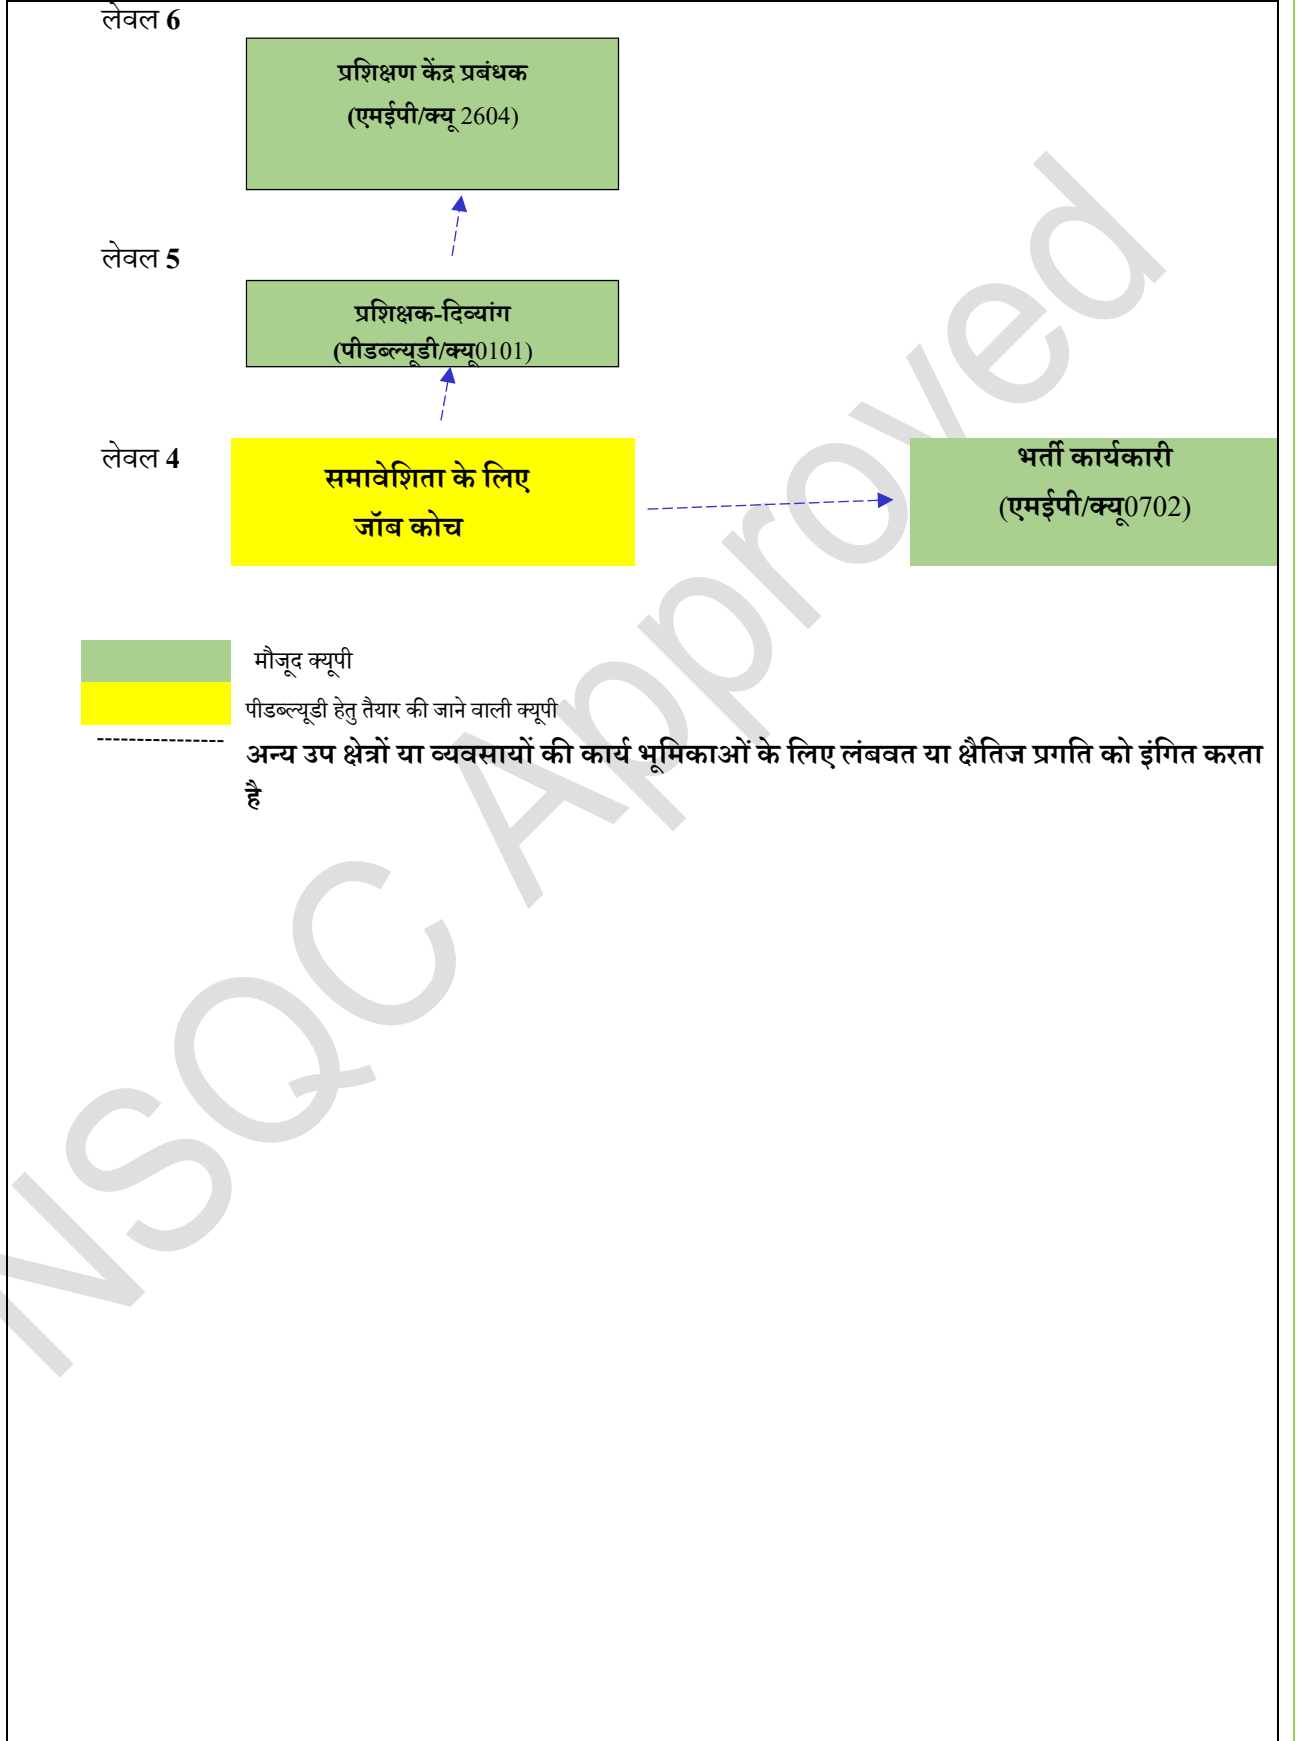 लेवल 6
प्रशिक्षण केंद्र प्रबंधक
(एमईपी/क्यू 2604)
लेवल 5
प्रशिक्षक-दिव्यांग
(पीडब्ल्यूडी/क्यू0101)
लेवल 4
समावेशिता के लिए
जॉब कोच
भर्ती कार्यकारी
(एमईपी/क्यू0702)
मौजूद क्यूपी
पीडब्ल्यूडी हेतु तैयार की जाने वाली क्यूपी
अन्य उप क्षेत्रों या व्यवसायों की कार्य भूमिकाओं के लिए लंबवत या क्षैतिज प्रगति को इंगित करता
है
NSQC Approved